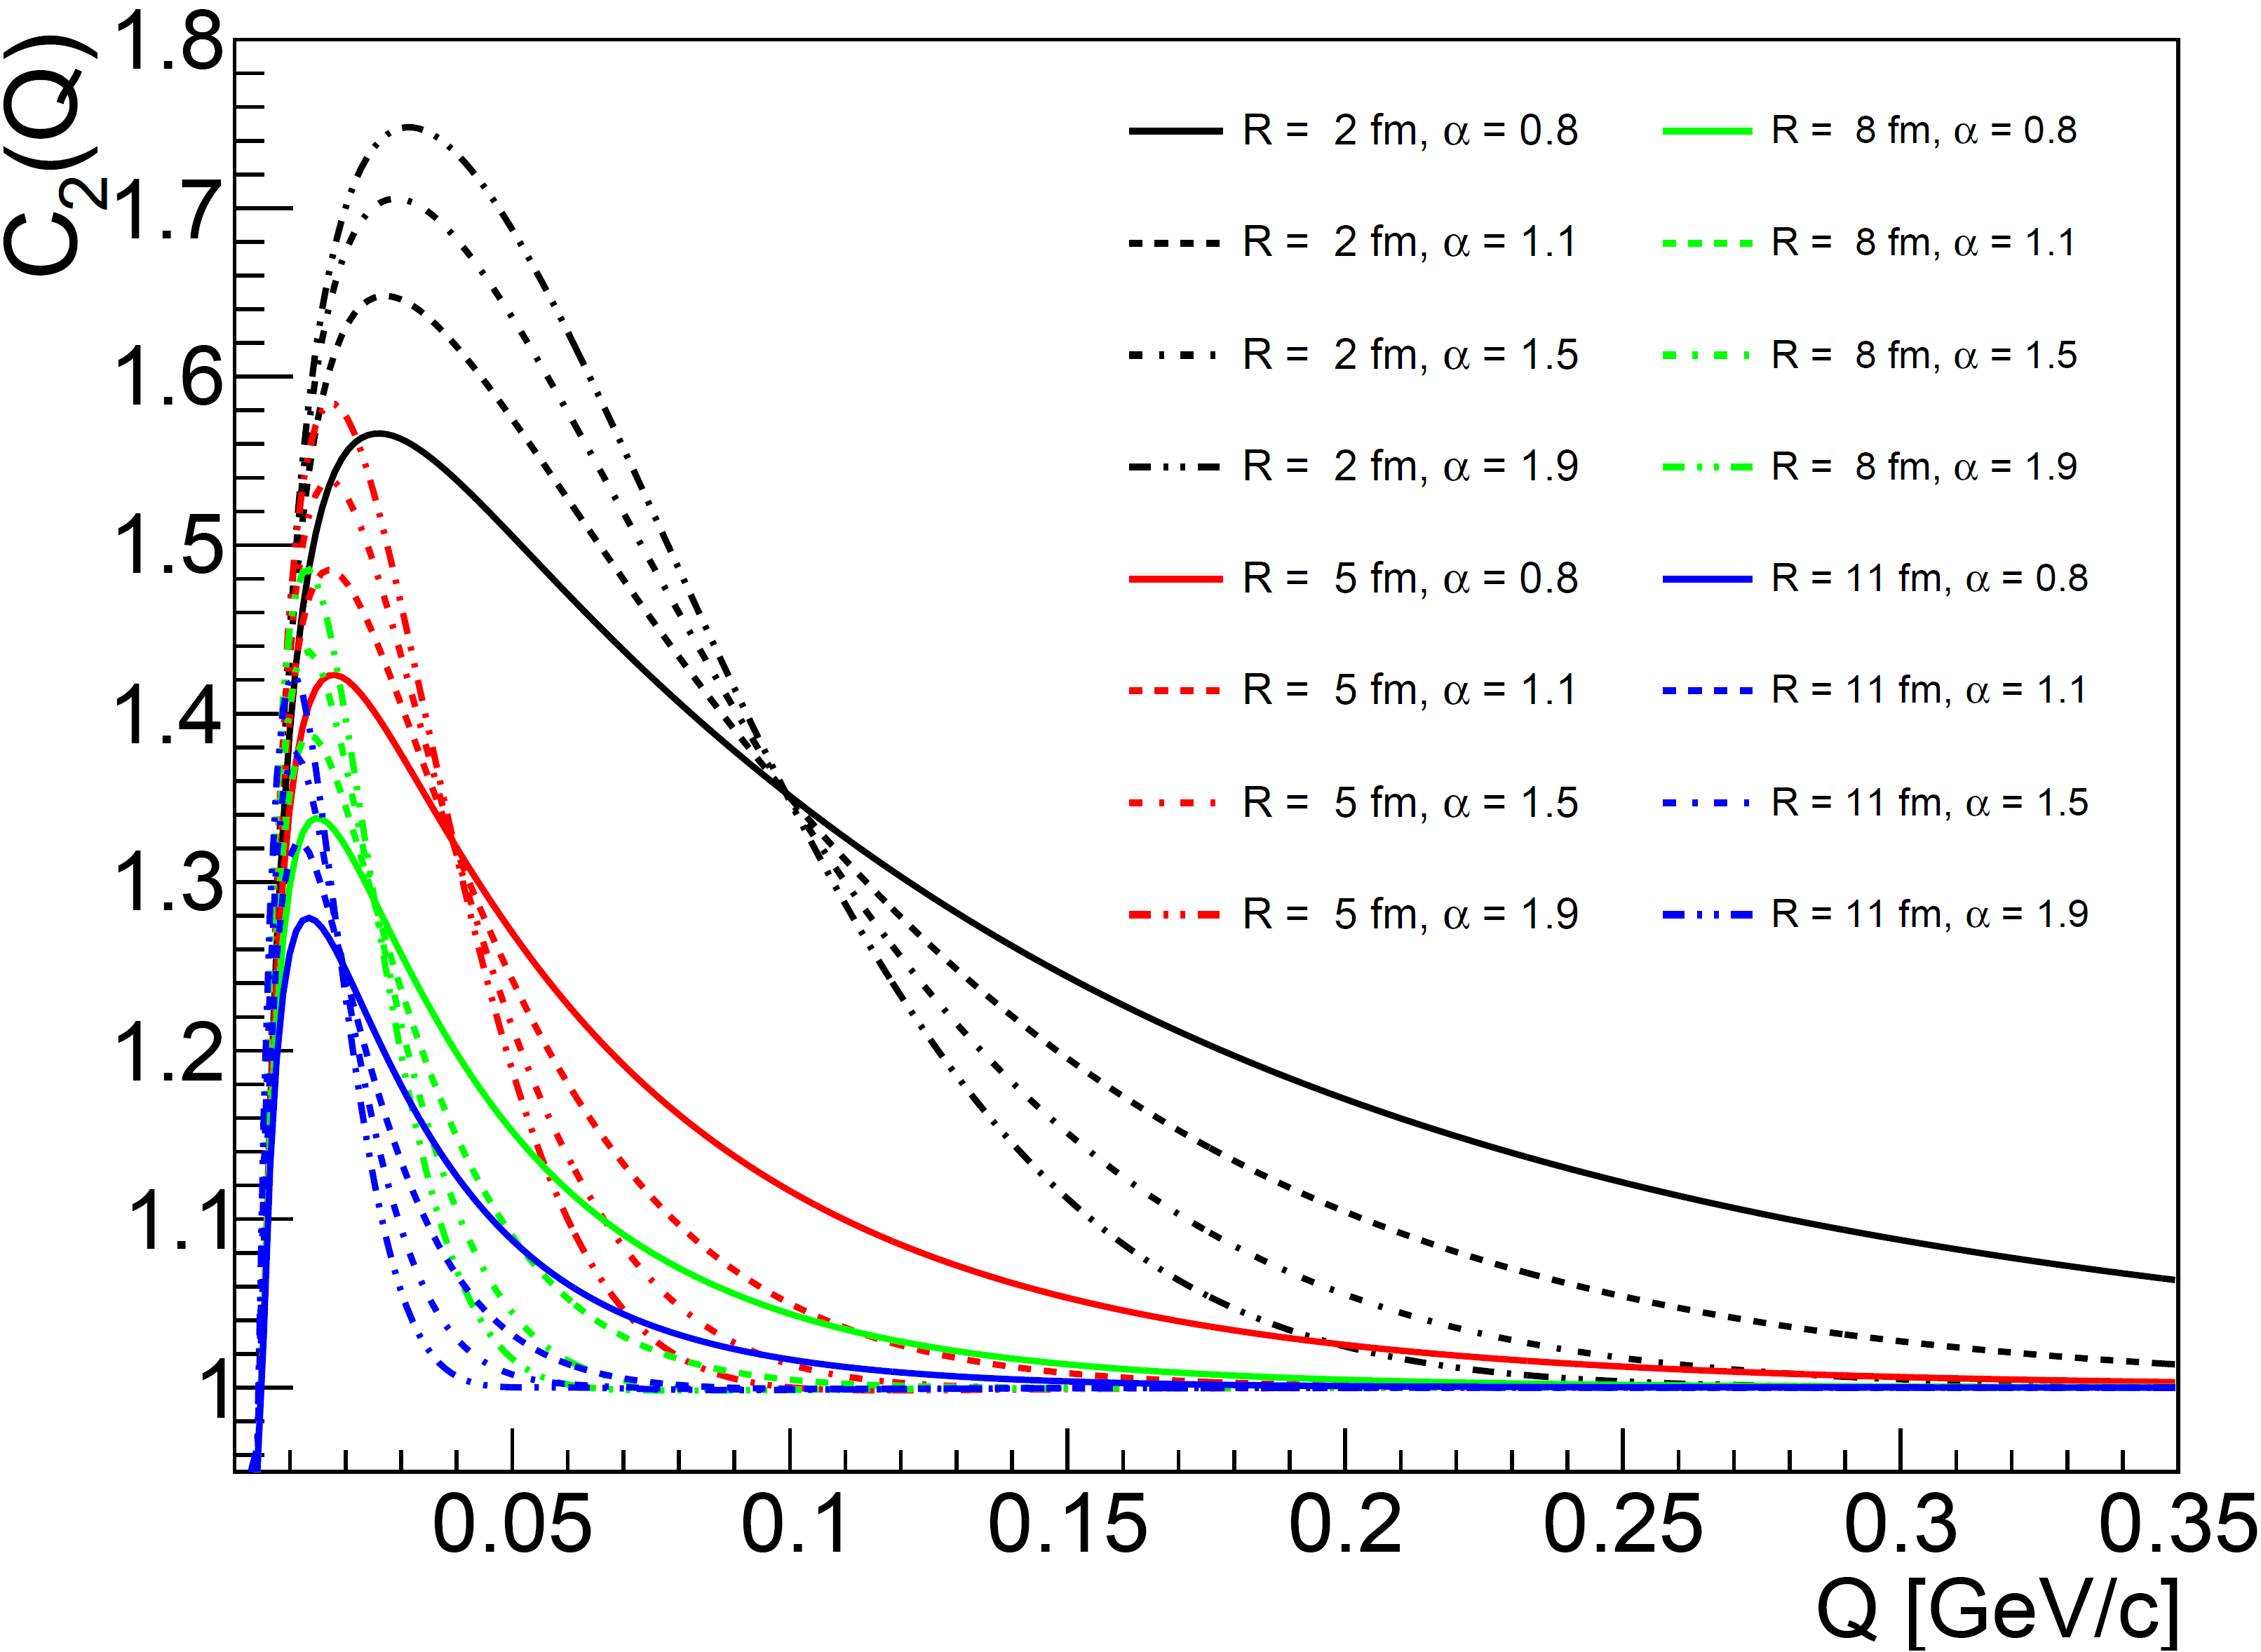 C2(Q)
1.8
1.7
1.6
1.5
1.4
1.3
1.2
1.1
1
R = 2 fm, α = 0.8
R = 2 fm, α = 1.1
R = 2 fm, α = 1.5
R = 2 fm, α = 1.9
R = 5 fm, α = 0.8
R = 5 fm, α = 1.1
R = 5 fm, α = 1.5
R = 5 fm, α = 1.9
R = 8 fm, α = 0.8
R = 8 fm, α = 1.1
R = 8 fm, α = 1.5
R = 8 fm, α = 1.9
R = 11 fm, α = 0.8
R = 11 fm, α = 1.1
R = 11 fm, α = 1.5
R = 11 fm, α = 1.9
0.05 0.1 0.15 0.2 0.25 0.3 0.35
Q [GeV/c]